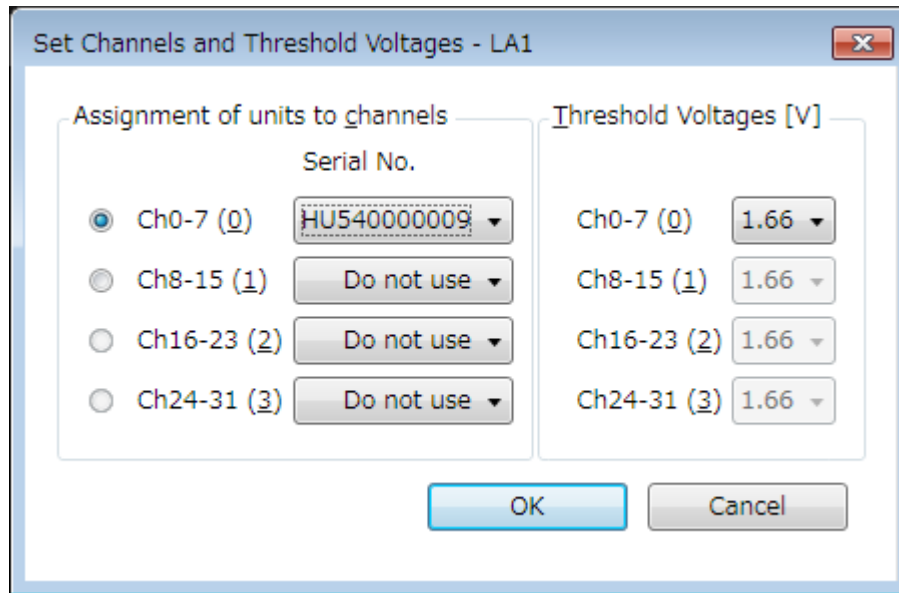 Set Channels and Threshold Voltages - LA1
Assignment of units to channels
Serial No.
Ch0-7 (0) HU540000009
Ch8-15 (1) Do not use
Ch16-23 (2) Do not use
Ch24-31 (3) Do not use
Threshold Voltages [V]
Ch0-7 (0) 1.66
Ch8-15 (1) 1.66
Ch16-23 (2) 1.66
Ch24-31 (3) 1.66
OK Cancel